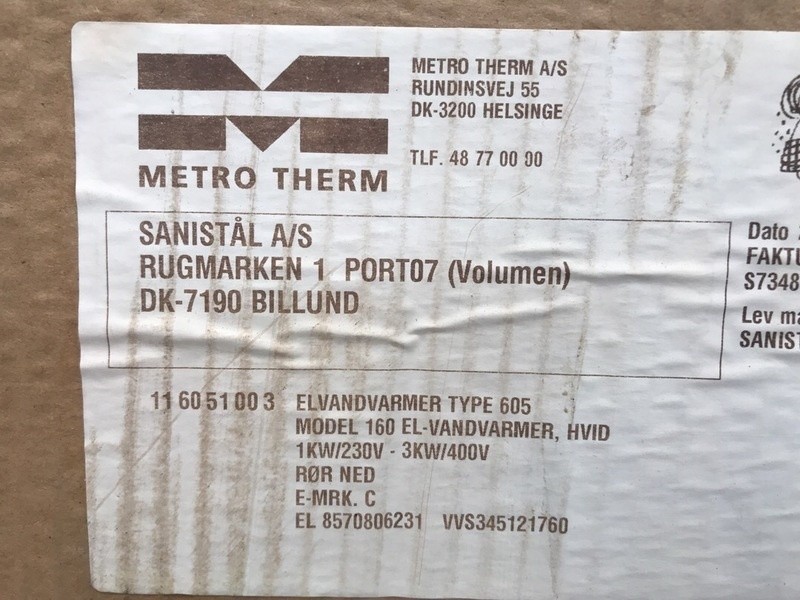 METRO THERM
METRO THERM A/S
RUNDINSVEJ 55
DK-3200 HELSINGE
TLF. 48 77 00 00
SANISTÅL A/S
RUGMARKEN 1 PORT07 (Volumen)
DK-7190 BILLUND
Dato
FAKTU
S7348
Lev ma
SANIST
11 60 51 00 3 ELVANDVARMER TYPE 605
MODEL 160 EL-VANDVARMER, HVID
1KW/230V - 3KW/400V
RØR NED
E-MRK. C
EL 8570806231 VVS345121760